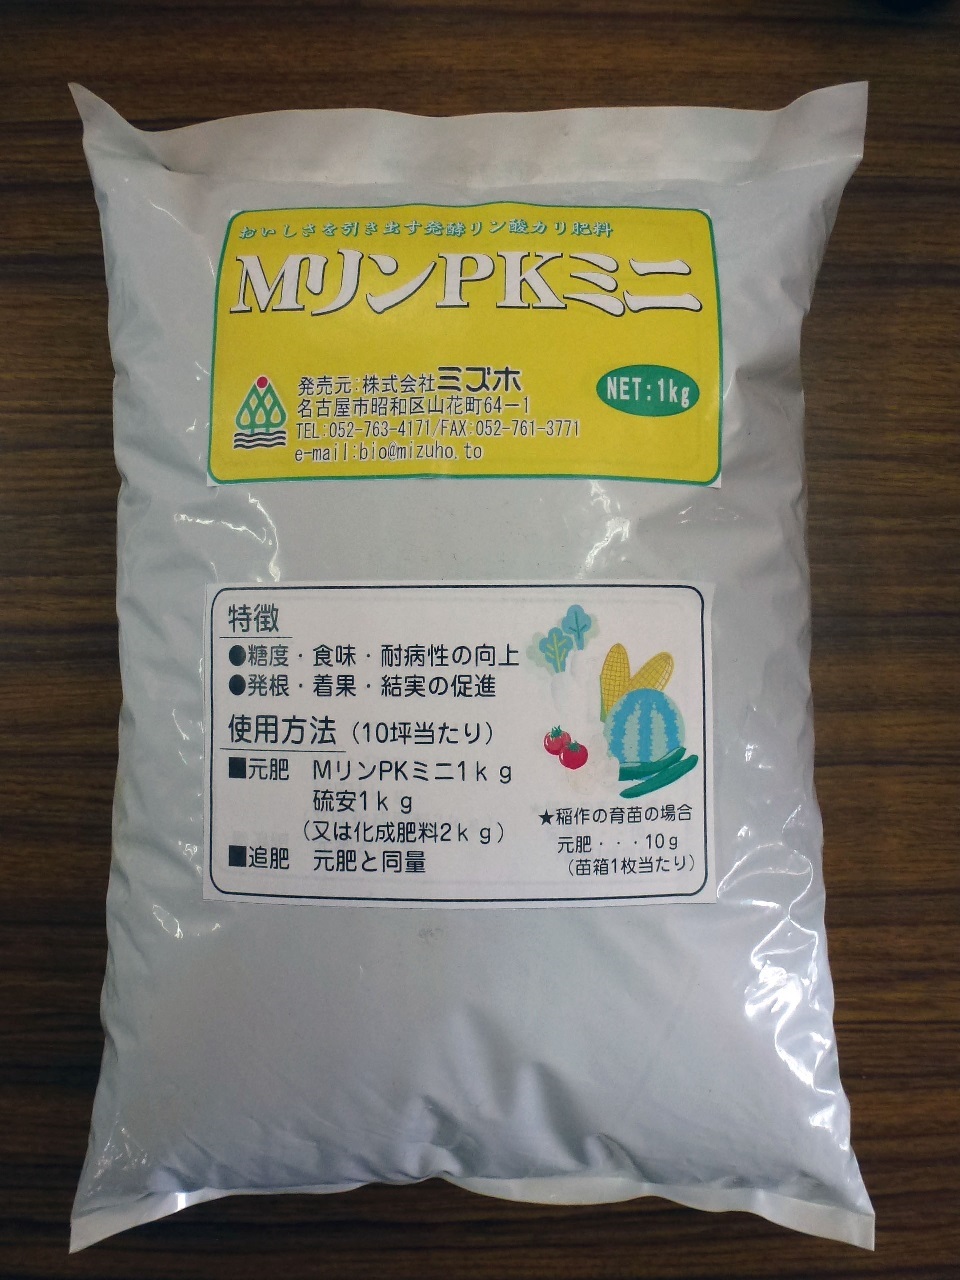 おいしさを引き出す発酵リン酸カリ肥料
MリンPKミニ
発売元:株式会社ミズホ
名古屋市昭和区山花町64-1
TEL:052-763-4171/FAX:052-761-3771
e-mail:bio@mizuho.to
NET:1kg
特徴
●糖度・食味・耐病性の向上
●発根・着果・結実の促進
使用方法(10坪当たり)
■元肥 MリンPKミニ1kg
硫安1kg
(又は化成肥料2kg)
■追肥 元肥と同量
★稲作の育苗の場合
元肥・・・10g
(苗箱1枚当たり)